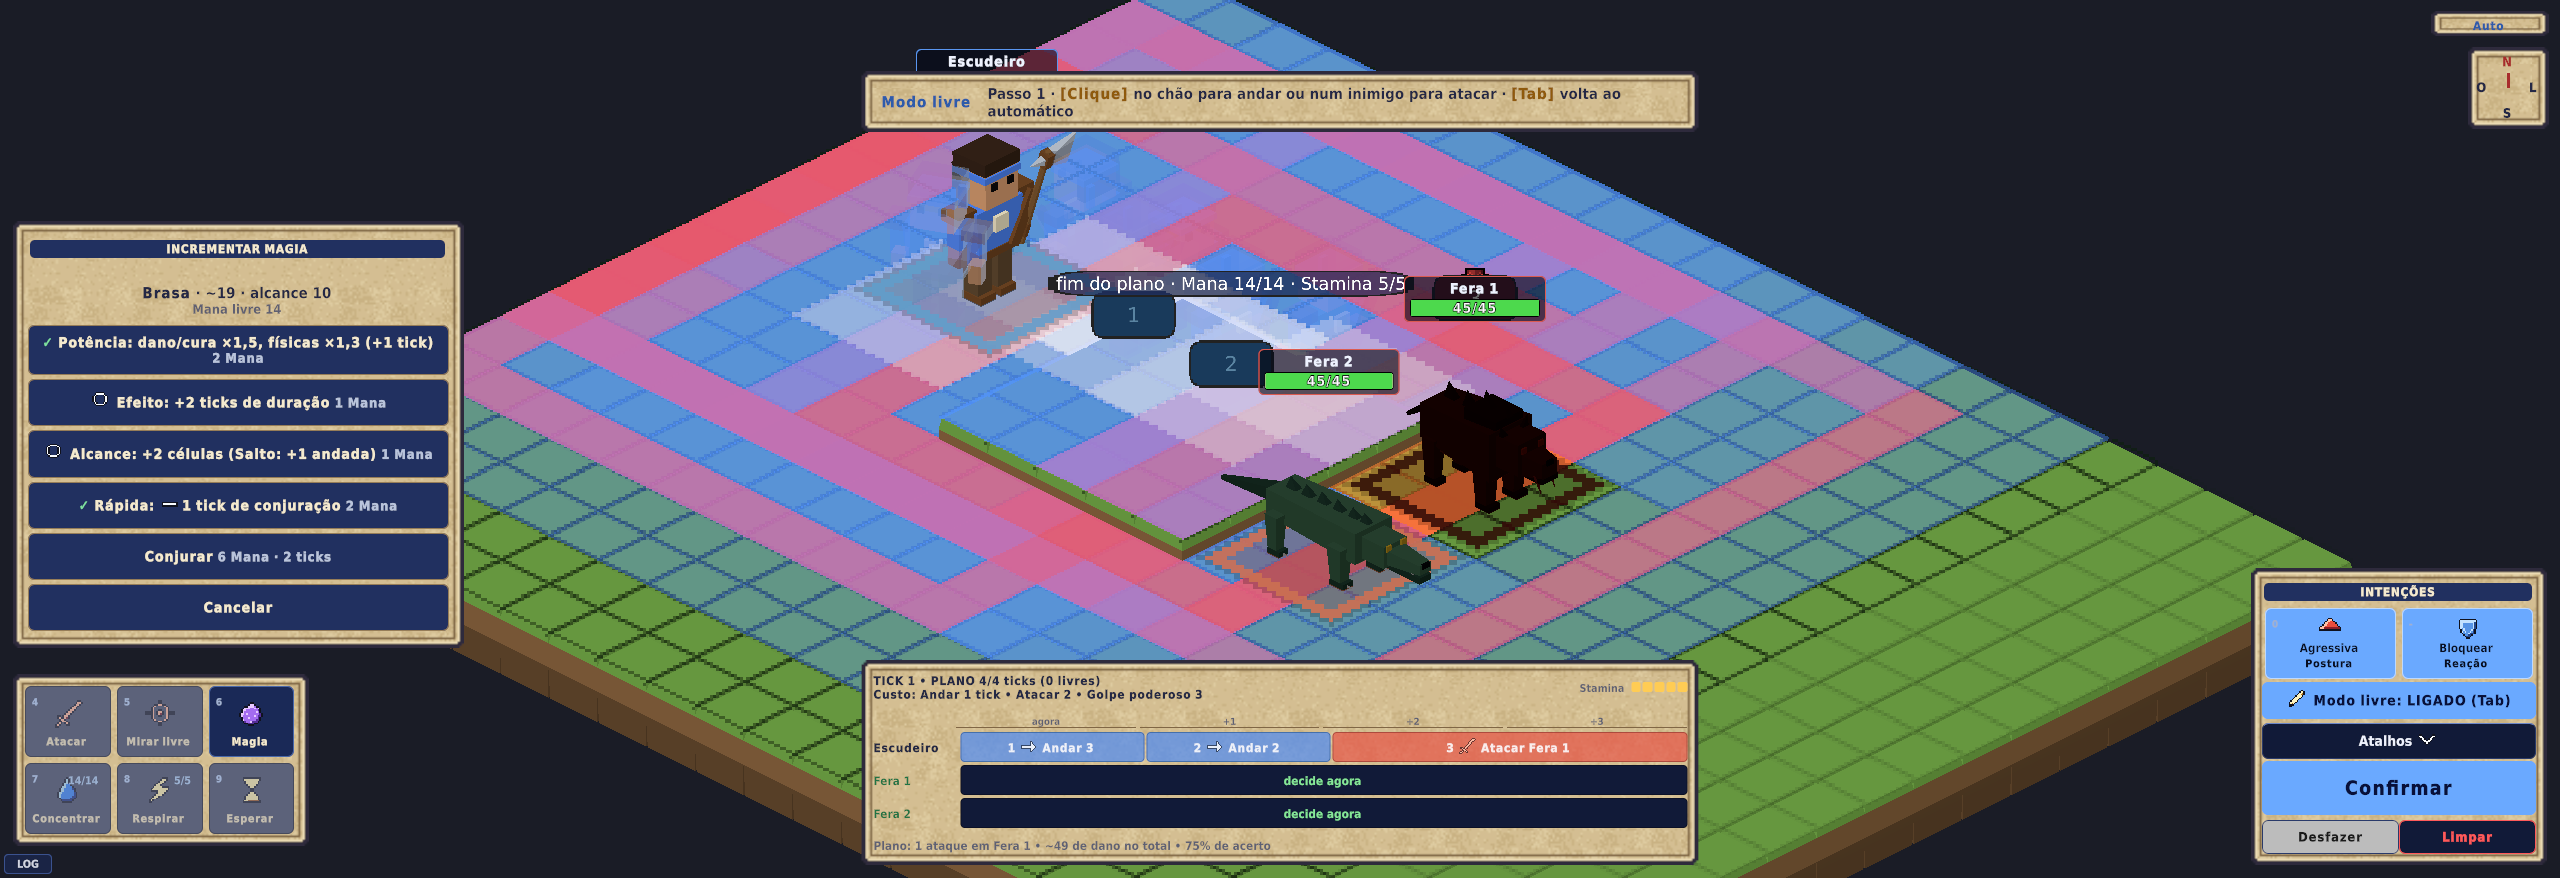 Auto
N
O L
S
Escudeiro
Modo livre
Passo 1 · [Clique] no chão para andar ou num inimigo para atacar · [Tab] volta ao
automático
INCREMENTAR MAGIA
Brasa · ~19 · alcance 10
Mana livre 14
✓ Potência: dano/cura ×1,5, físicas ×1,3 (+1 tick)
2 Mana
Efeito: +2 ticks de duração 1 Mana
Alcance: +2 células (Salto: +1 andada) 1 Mana
✓ Rápida: −1 tick de conjuração 2 Mana
Conjurar 6 Mana · 2 ticks
Cancelar
fim do plano · Mana 14/14 · Stamina 5/5
1
2
Fera 1
45/45
Fera 2
45/45
4
Atacar
5
Mirar livre
6
Magia
7 14/14
Concentrar
8 5/5
Respirar
9
Esperar
LOG
TICK 1 • PLANO 4/4 ticks (0 livres)
Custo: Andar 1 tick • Atacar 2 • Golpe poderoso 3
Stamina
agora +1 +2 +3
Escudeiro 1 → Andar 3 2 → Andar 2 3 Atacar Fera 1
Fera 1 decide agora
Fera 2 decide agora
Plano: 1 ataque em Fera 1 • ~49 de dano no total • 75% de acerto
INTENÇÕES
Agressiva
Postura
Bloquear
Reação
Modo livre: LIGADO (Tab)
Atalhos
Confirmar
Desfazer
Limpar